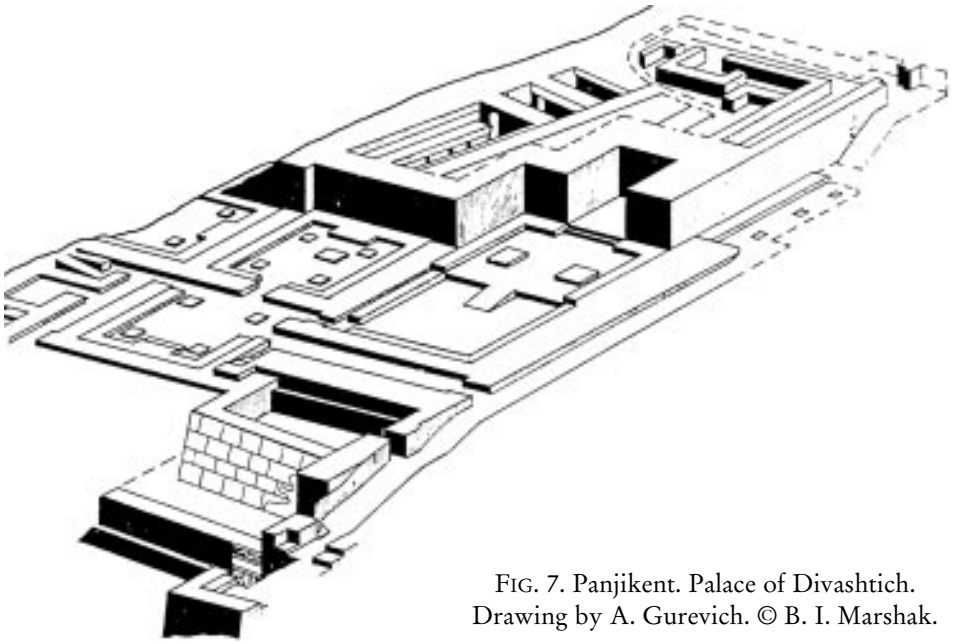 FIG. 7. Panjikent. Palace of Divashtich.
Drawing by A. Gurevich. © B. I. Marshak.